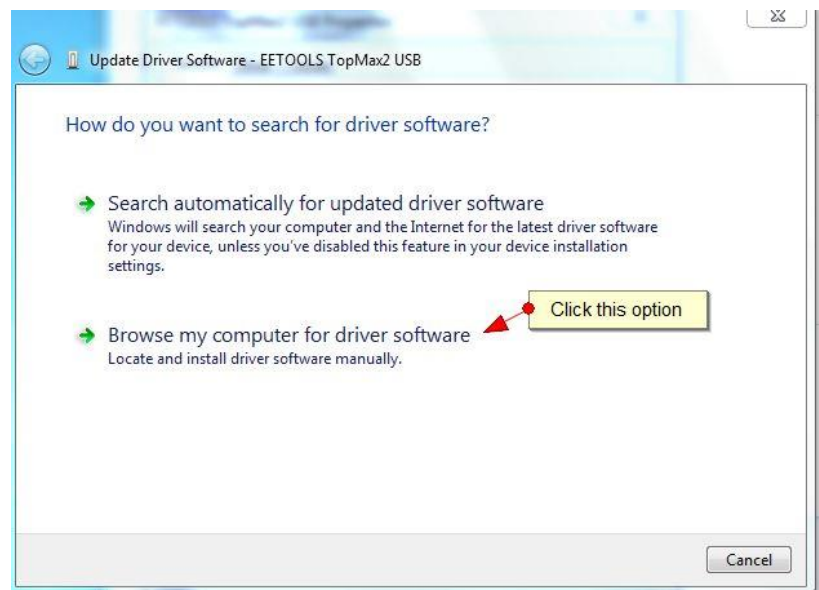 Update Driver Software - EETOOLS TopMax2 USB
How do you want to search for driver software?
Search automatically for updated driver software
Windows will search your computer and the Internet for the latest driver software
for your device, unless you've disabled this feature in your device installation
settings.
Click this option
Browse my computer for driver software
Locate and install driver software manually.
Cancel